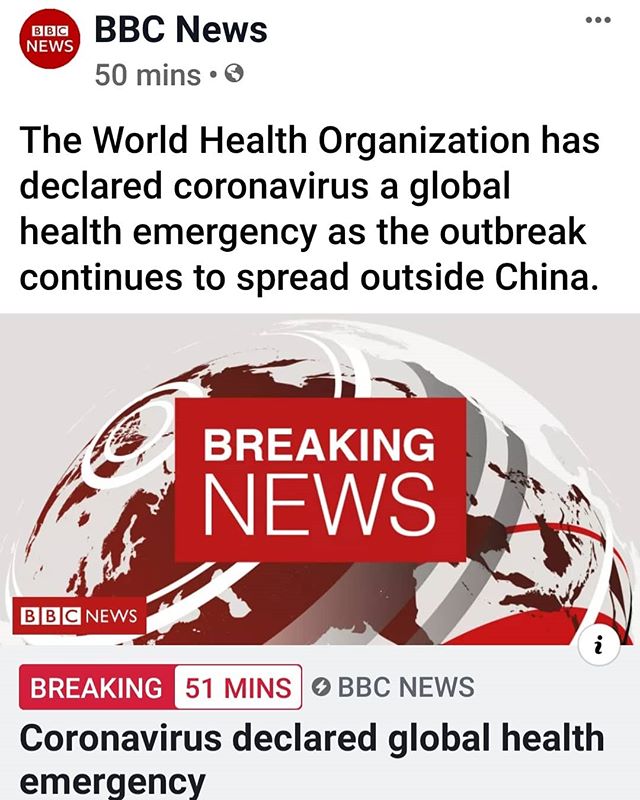 BBC
NEWS
BBC News
50 mins •
The World Health Organization has
declared coronavirus a global
health emergency as the outbreak
continues to spread outside China.
BREAKING
NEWS
BBC NEWS
i
BREAKING 51 MINS BBC NEWS
Coronavirus declared global health
emergency